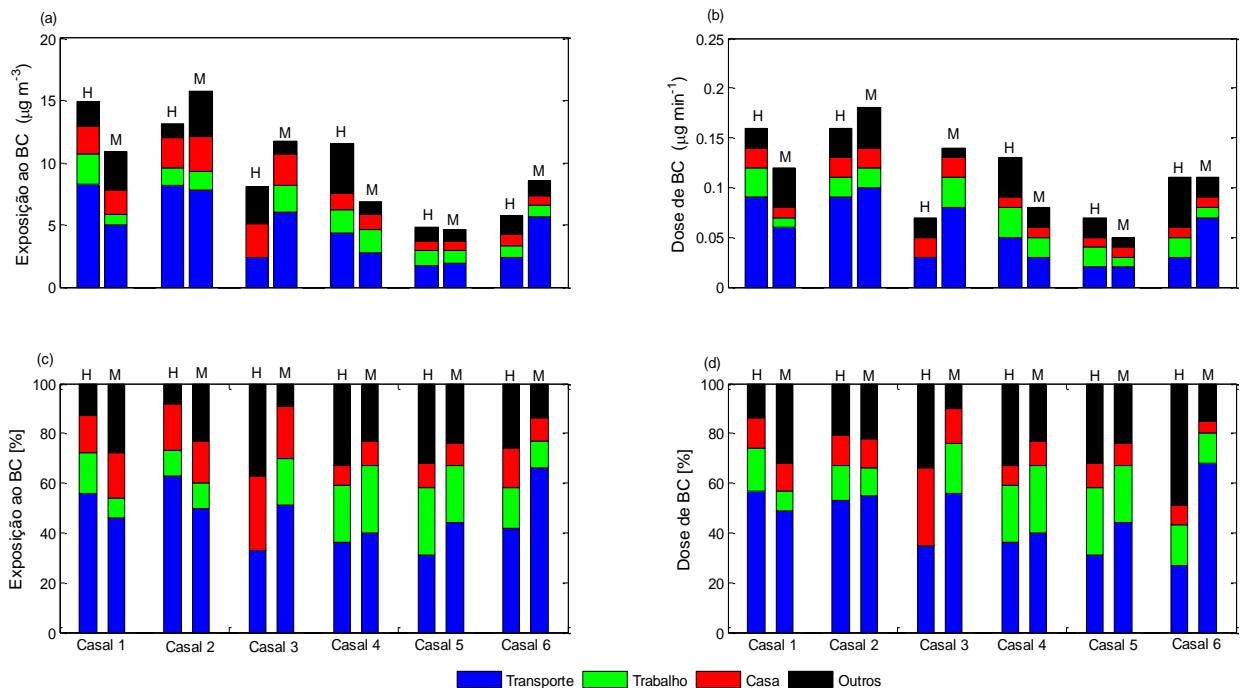 (a)
Exposição ao BC (µg m⁻³)
20
15
10
5
0
H
M
H
M
H
M
H
M
H
M
H
M
(b)
Dose de BC (µg min⁻¹)
0.25
0.2
0.15
0.1
0.05
0
H
M
H
M
H
M
H
M
H
M
H
M
(c)
Exposição ao BC [%]
100
80
60
40
20
0
H
M
H
M
H
M
H
M
H
M
H
M
Casal 1 Casal 2 Casal 3 Casal 4 Casal 5 Casal 6
(d)
Dose de BC [%]
100
80
60
40
20
0
H
M
H
M
H
M
H
M
H
M
H
M
Casal 1 Casal 2 Casal 3 Casal 4 Casal 5 Casal 6
Transporte Trabalho Casa Outros